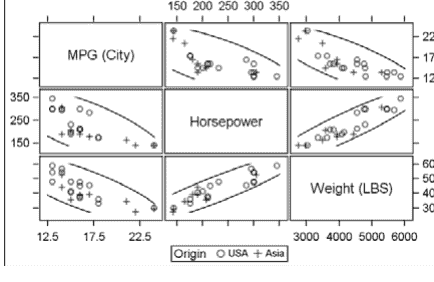 150 200 250 300 350
MPG (City)
22
17
12
350
250
150
Horsepower
Weight (LBS)
60
50
40
30
12.5 17.5 22.5
3000 4000 5000 6000
Origin USA Asia